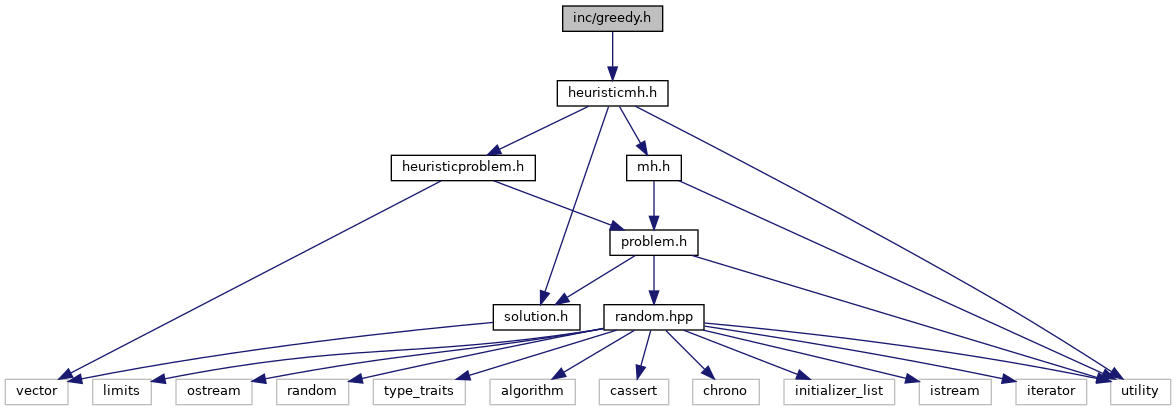 inc/greedy.h
heuristicmh.h
heuristicproblem.h
mh.h
problem.h
solution.h
random.hpp
vector
limits
ostream
random
type_traits
algorithm
cassert
chrono
initializer_list
istream
iterator
utility